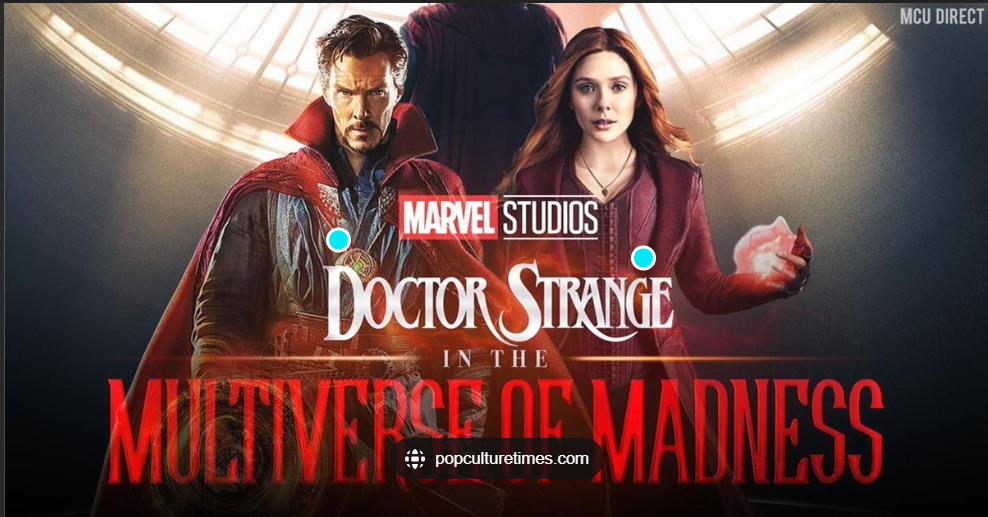 MCU DIRECT
MARVEL STUDIOS
DOCTOR STRANGE
IN THE
MULTIVERSE OF MADNESS
popculturetimes.com